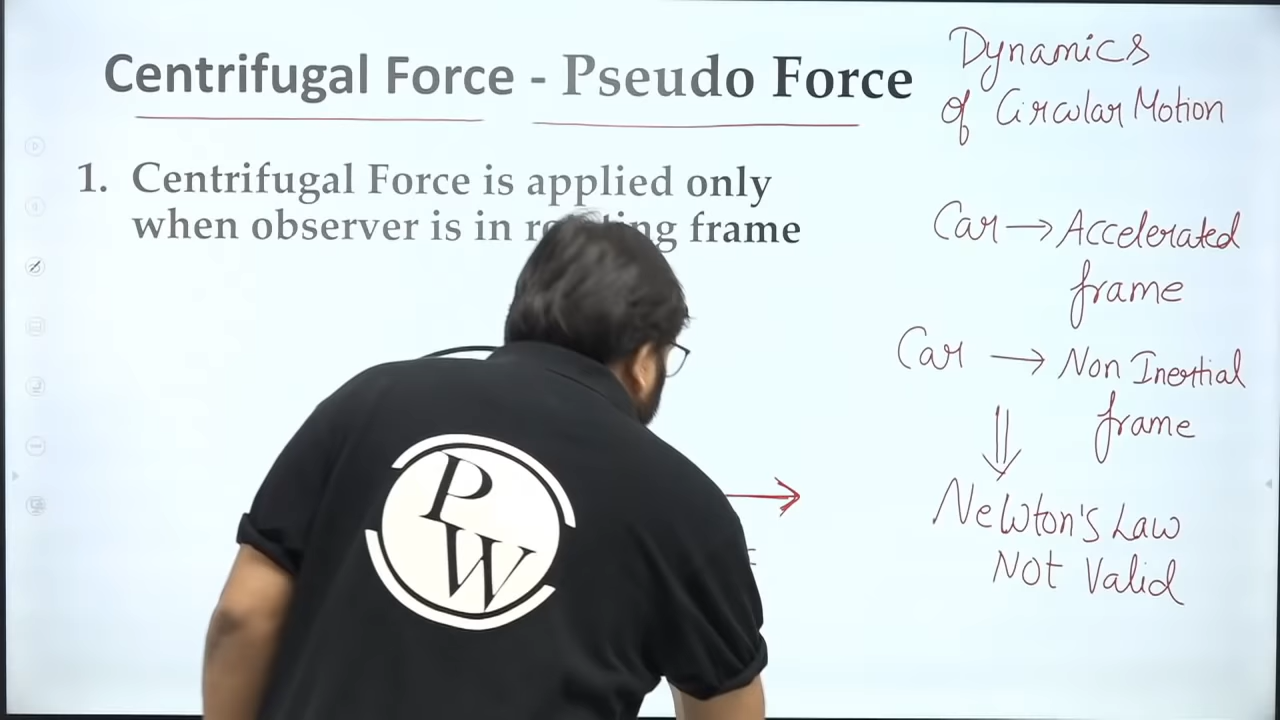 Centrifugal Force - Pseudo Force
1. Centrifugal Force is applied only
when observer is in frame
Dynamics
of Circular Motion
Car → Accelerated
frame
Car → Non Inertial
frame
Newton's Law
Not Valid
P
W